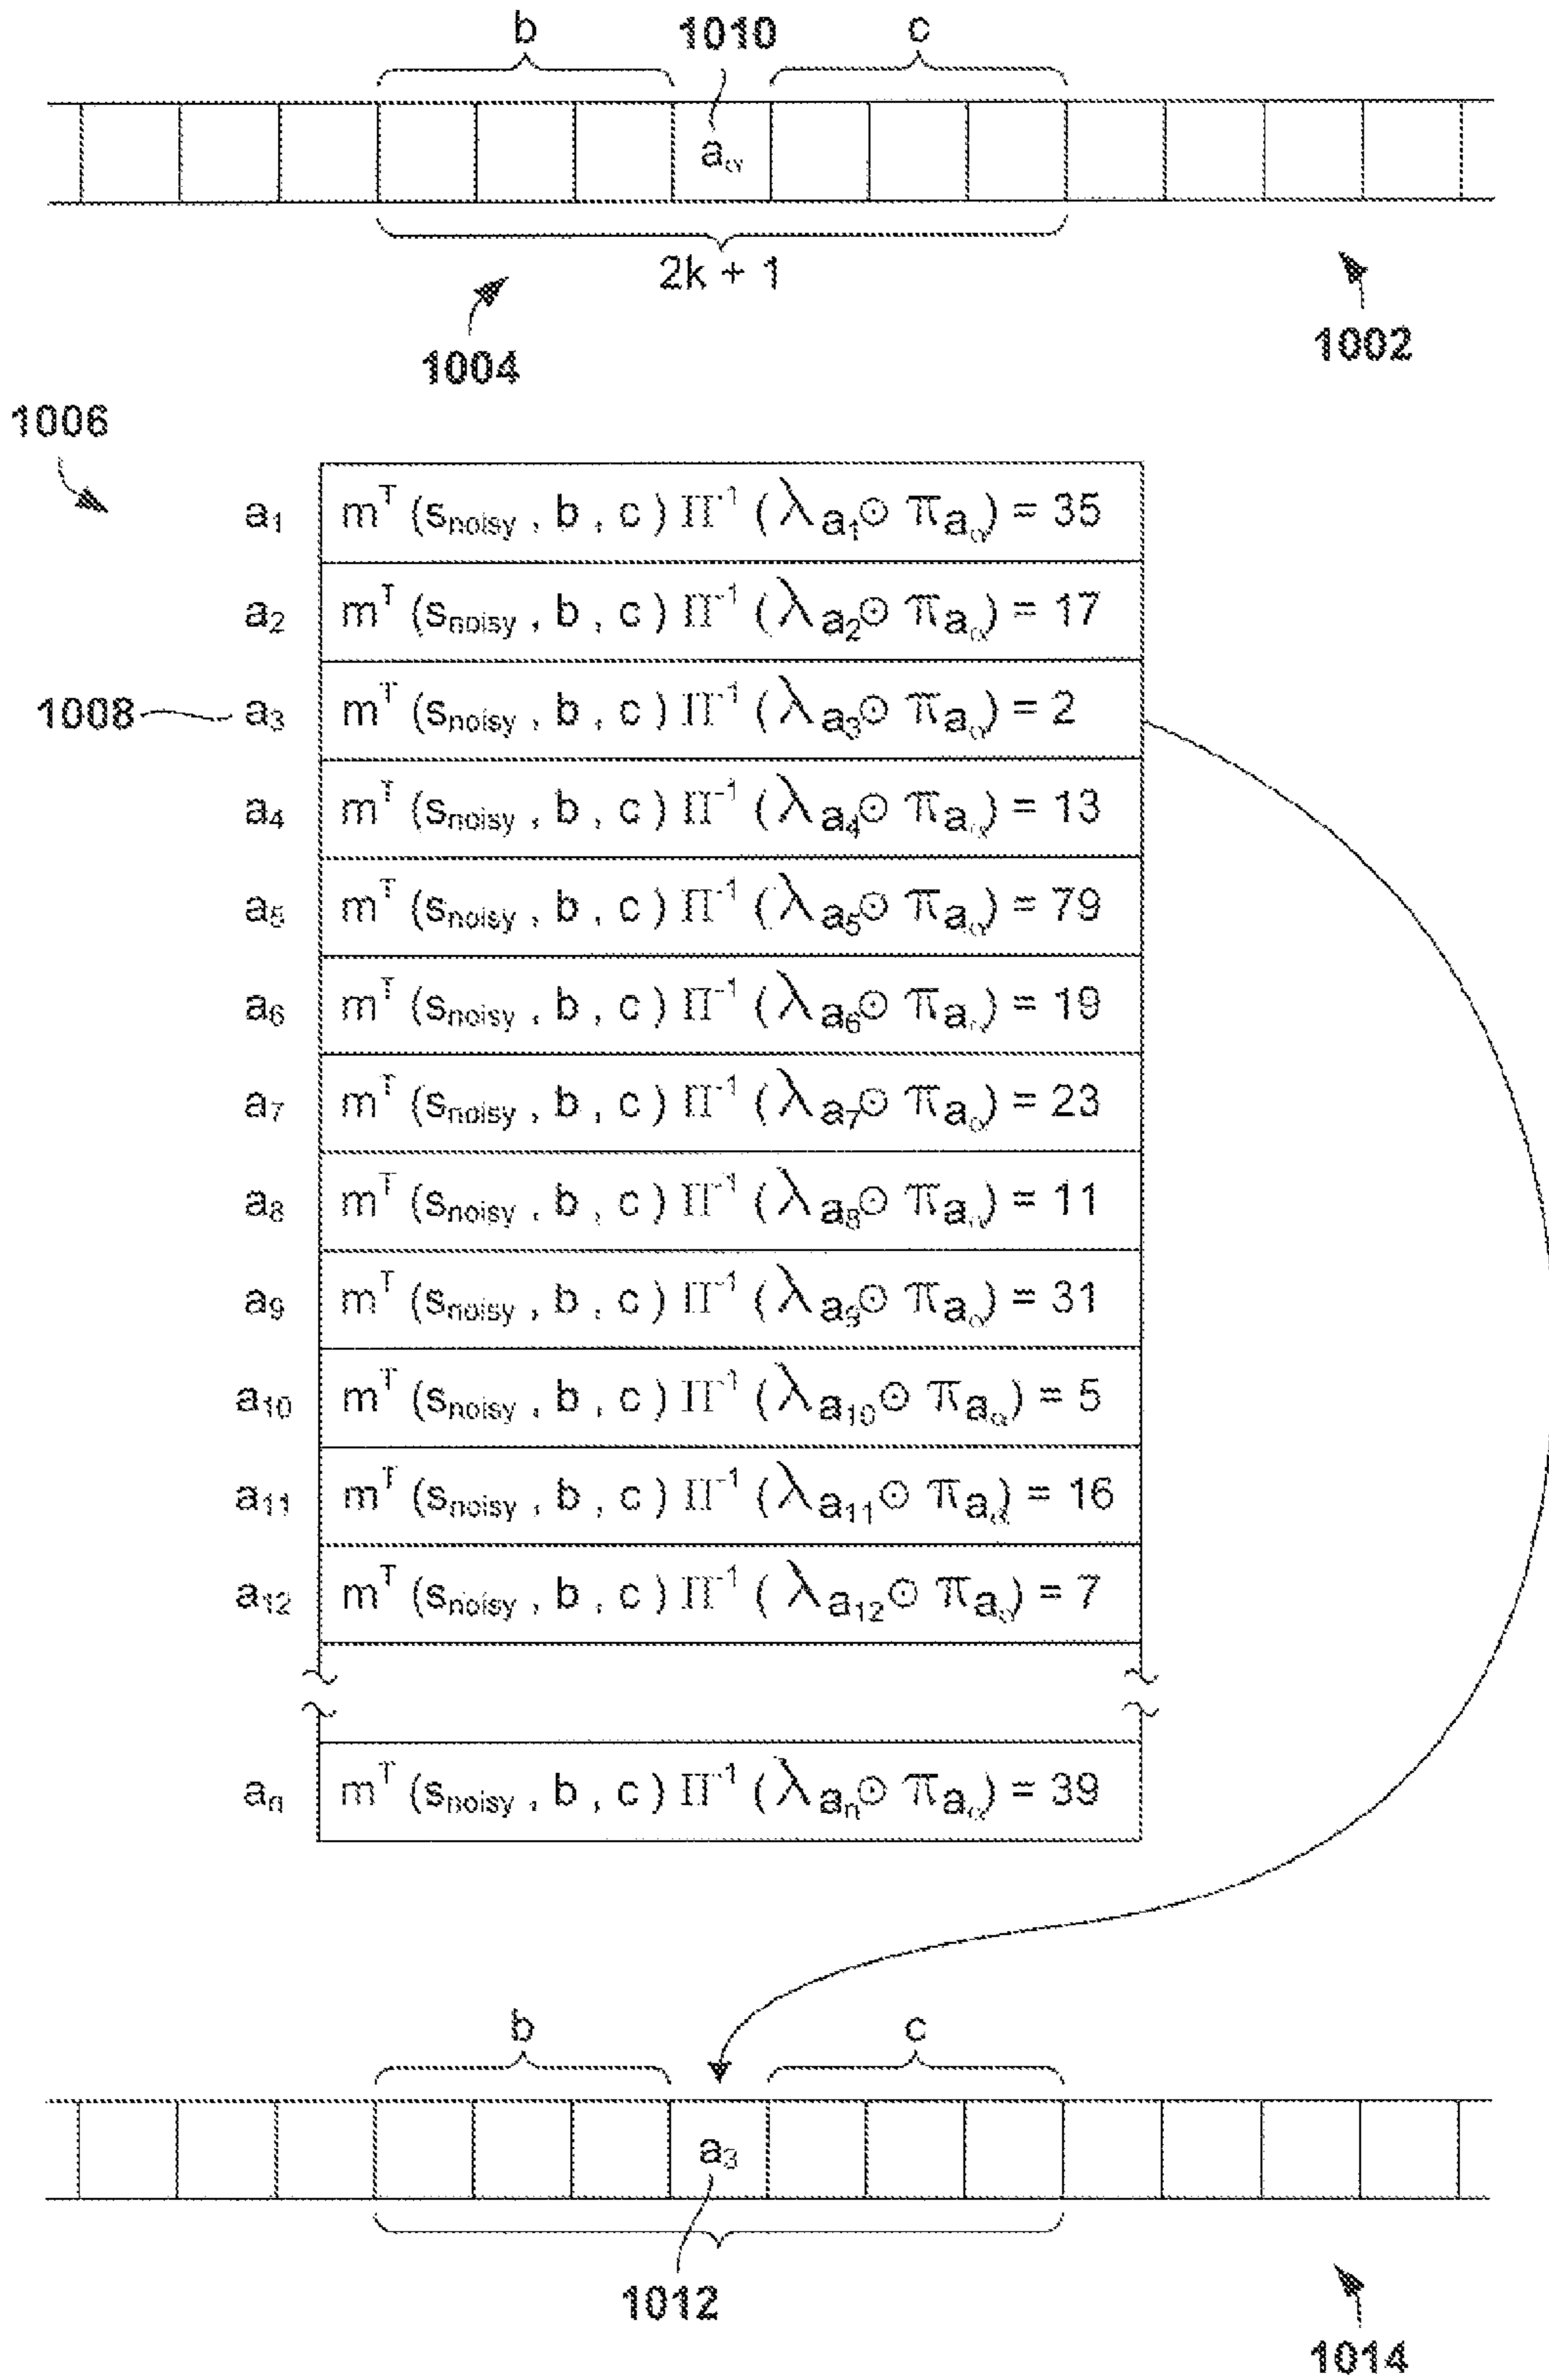 b 1010 c
aα
2k + 1
1004 1002
1006
a1 mT (snoisy , b , c ) Π-1 ( λa1⊙ πaα) = 35
a2 mT (snoisy , b , c ) Π-1 ( λa2⊙ πaα) = 17
1008 a3 mT (snoisy , b , c ) Π-1 ( λa3⊙ πaα) = 2
a4 mT (snoisy , b , c ) Π-1 ( λa4⊙ πaα) = 13
a5 mT (snoisy , b , c ) Π-1 ( λa5⊙ πaα) = 79
a6 mT (snoisy , b , c ) Π-1 ( λa6⊙ πaα) = 19
a7 mT (snoisy , b , c ) Π-1 ( λa7⊙ πaα) = 23
a8 mT (snoisy , b , c ) Π-1 ( λa8⊙ πaα) = 11
a9 mT (snoisy , b , c ) Π-1 ( λa9⊙ πaα) = 31
a10 mT (snoisy , b , c ) Π-1 ( λa10⊙ πaα) = 5
a11 mT (snoisy , b , c ) Π-1 ( λa11⊙ πaα) = 16
a12 mT (snoisy , b , c ) Π-1 ( λa12⊙ πaα) = 7
an mT (snoisy , b , c ) Π-1 ( λan⊙ πaα) = 39
b c
a3
1012
1014